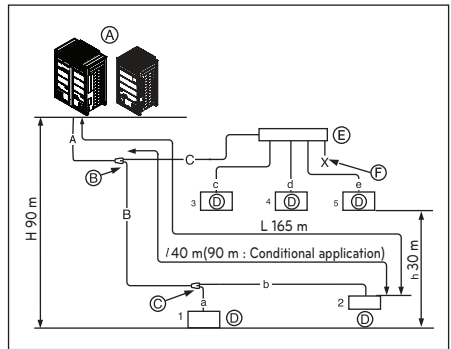 A
A
E
C
X
F
B
c
d
e
3 D
4 D
5 D
B
L 165 m
H 90 m
l 40 m(90 m : Conditional application)
h 30 m
b
C
a
2
1
D
D